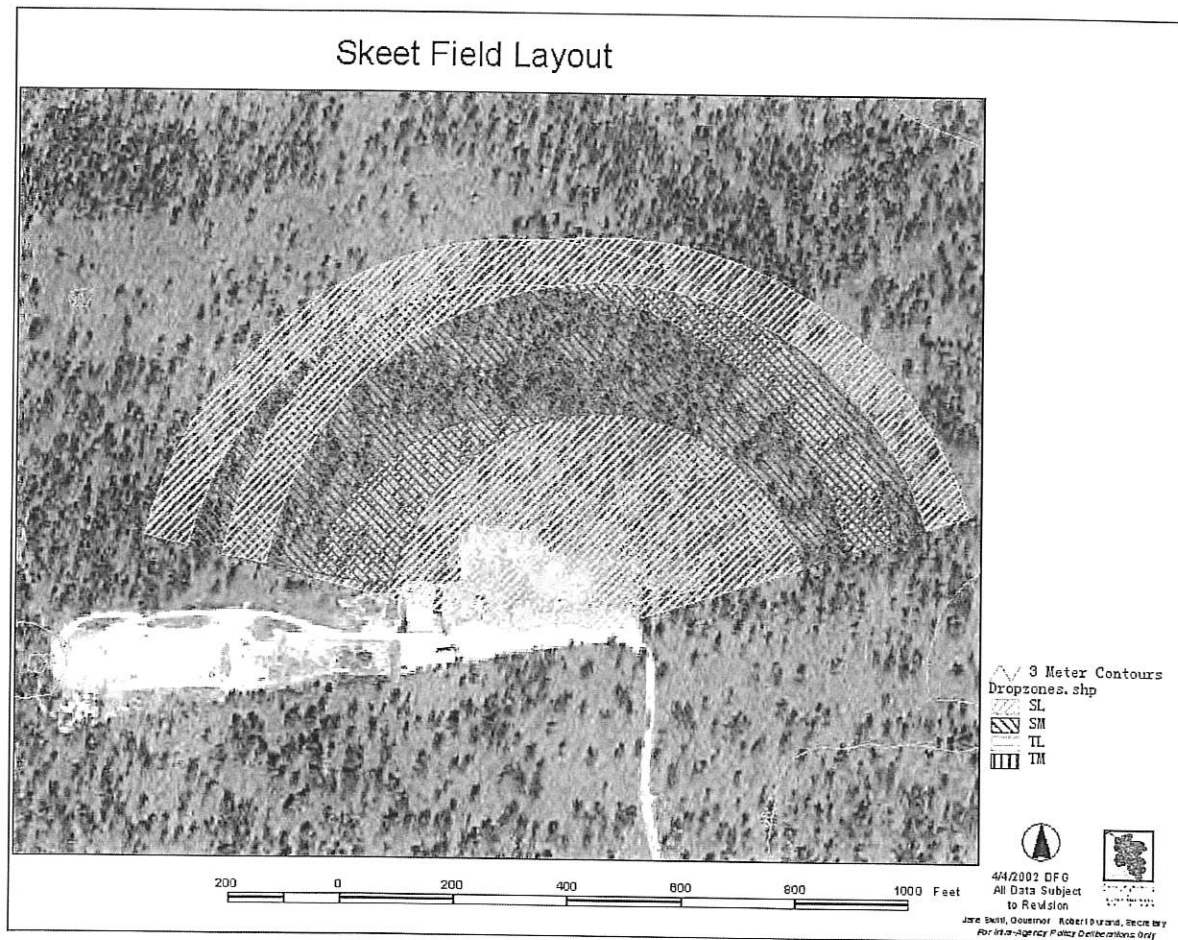 Skeet Field Layout
3 Meter Contours
Dropzones.shp
SL
SM
TL
TM
200 0 200 400 600 800 1000 Feet
4/4/2002 DFG
All Data Subject
to Revision
Jane Swift, Governor Robert Durand, Secretary
For Intra-Agency Policy Deliberations Only